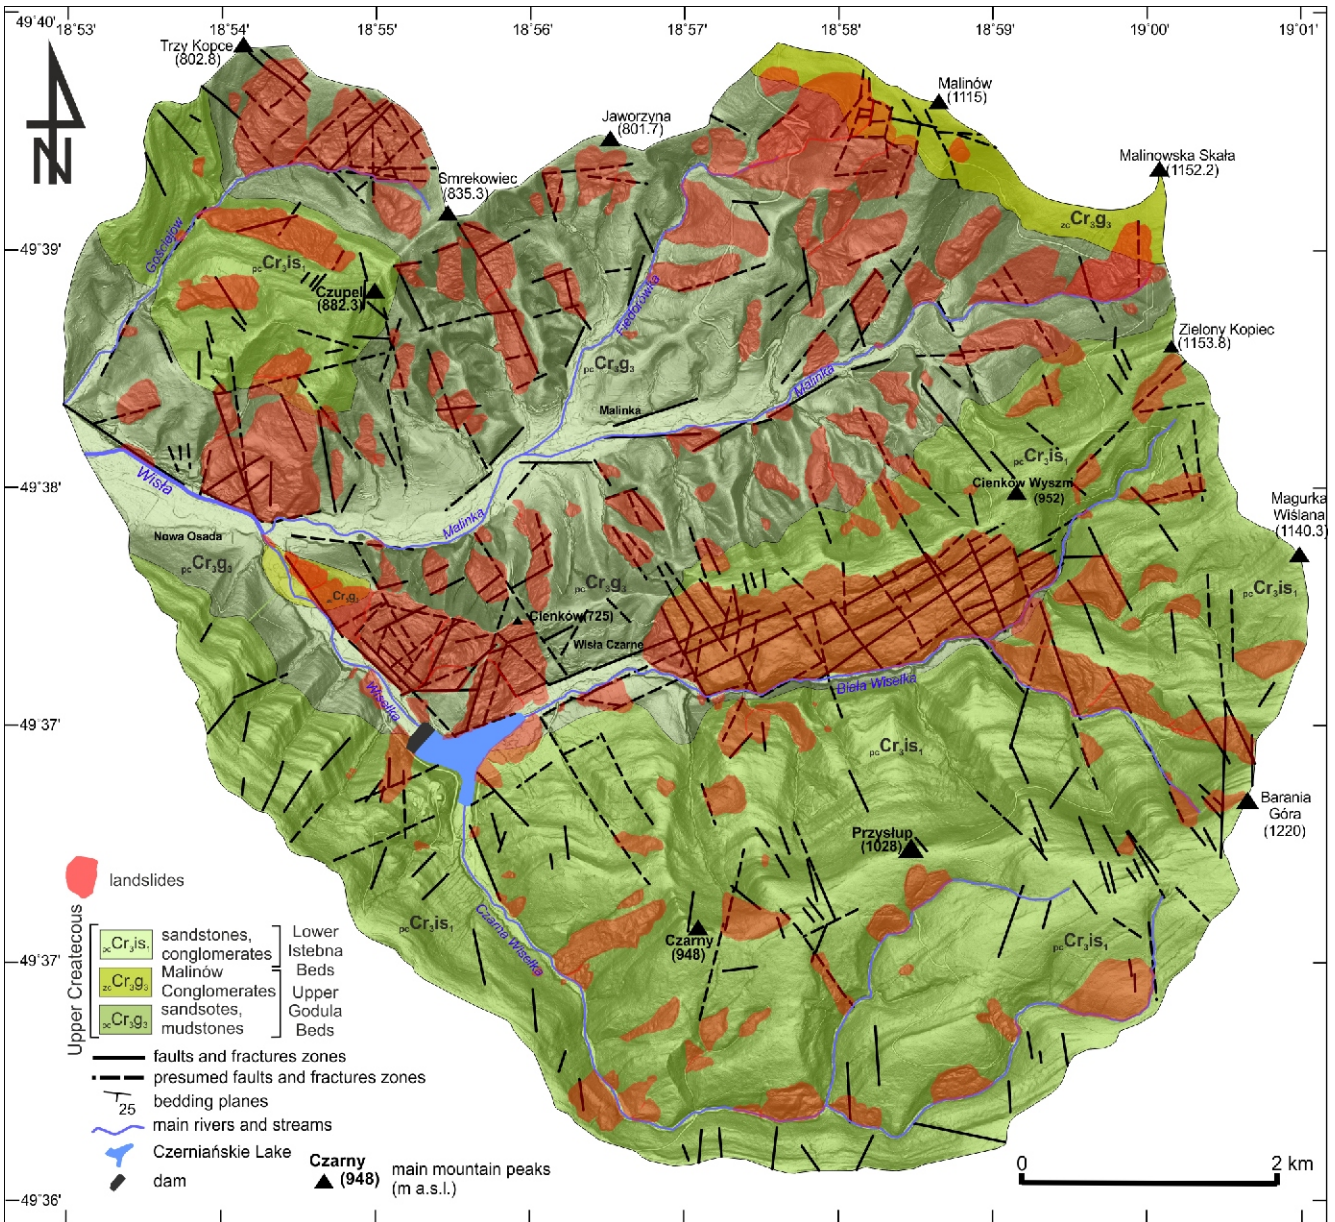 49°40'
18°53'
18°54'
18°55'
18°56'
18°57'
18°58'
18°59'
19°00'
19°01'
Trzy Kopce
(802.8)
Malinów
(1115)
Jaworzyna
(801.7)
Malinowska Skała
(1152.2)
Smrekowiec
(835.3)
N
zcCr3g3
49°39'
Gościejów
pcCr3is1
Czupel
(882.3)
Fiedorówka
Zielony Kopiec
(1153.8)
pcCr3g3
Malinka
Malinka
pcCr3is1
49°38'
Wisła
Cienków Wyszni
(952)
Magurka
Wiślana
(1140.3)
Malinka
Nowa Osada
pcCr3g3
pcCr3g3
pcCr3is1
zcCr3g3
Cienków(725)
Wisła Czarne
Wisełka
Biela Wisełka
49°37'
pcCr3is1
Barania
Góra
(1220)
Przysłup
(1028)
landslides
Upper Createcous
pcCr3is1
sandstones,
conglomerates
Lower
Istebna
Beds
zcCr3g3
Malinów
Conglomerates
pcCr3g3
sandsotes,
mudstones
Upper
Godula
Beds
pcCr3is1
Czarna Wisełka
Czarny
(948)
pcCr3is1
49°37'
faults and fractures zones
presumed faults and fractures zones
25
bedding planes
main rivers and streams
Czerniańskie Lake
dam
Czarny
(948)
main mountain peaks
(m a.s.l.)
0
2 km
49°36'